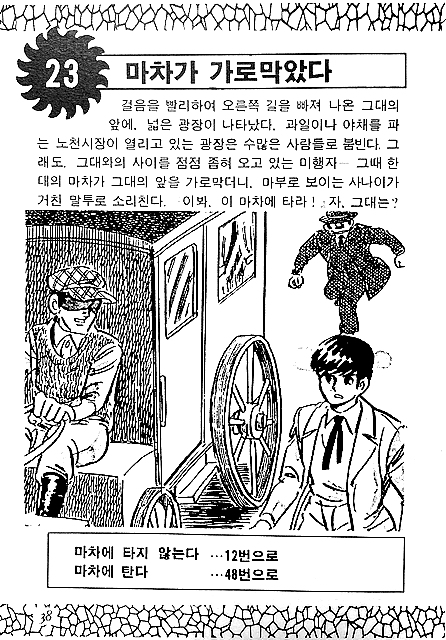 23 마차가 가로막았다
걸음을 빨리하여 오른쪽 길을 빠져 나온 그대의
앞에. 넓은 광장이 나타났다. 과일이나 야채를 파
는 노천시장이 열리고 있는 광장은 수많은 사람들로 붐빈다. 그
래도. 그대와의 사이를 점점 좁혀 오고 있는 미행자— 그때 한
대의 마차가 그대의 앞을 가로막더니. 마부로 보이는 사나이가
거친 말투로 소리친다. —이봐. 이 마차에 타라! 자, 그대는?
마차에 타지 않는다 …12번으로
마차에 탄다 …48번으로
38